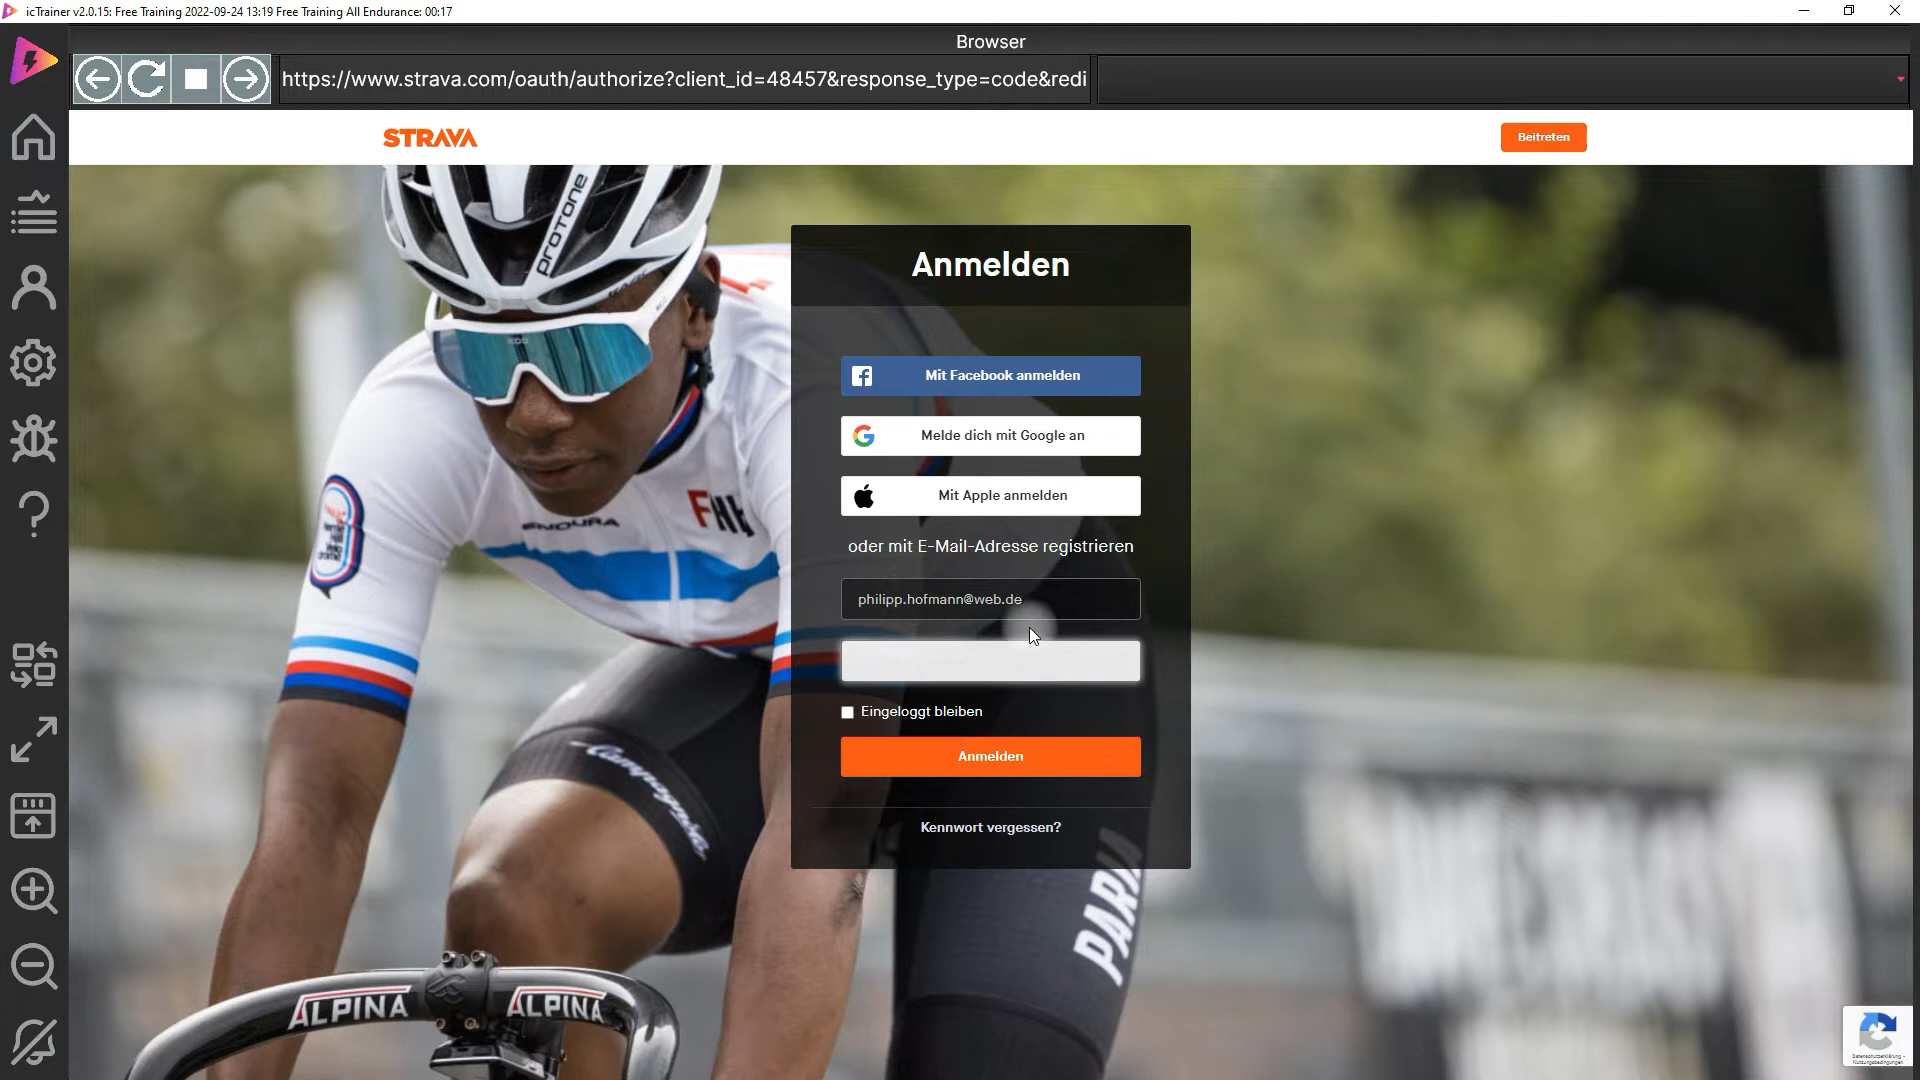 icTrainer v2.0.15: Free Training 2022-09-24 13:19 Free Training All Endurance: 00:17
Browser
https://www.strava.com/oauth/authorize?client_id=48457&response_type=code&redi
STRAVA
Beitreten
PROTONE
Anmelden
Mit Facebook anmelden
Melde dich mit Google an
Mit Apple anmelden
ENDURA
oder mit E-Mail-Adresse registrieren
philipp.hofmann@web.de
Eingeloggt bleiben
Anmelden
Campagnolo
Kennwort vergessen?
PARIA
ALPINA
ALPINA
Datenschutzerklärung -
Nutzungsbedingungen